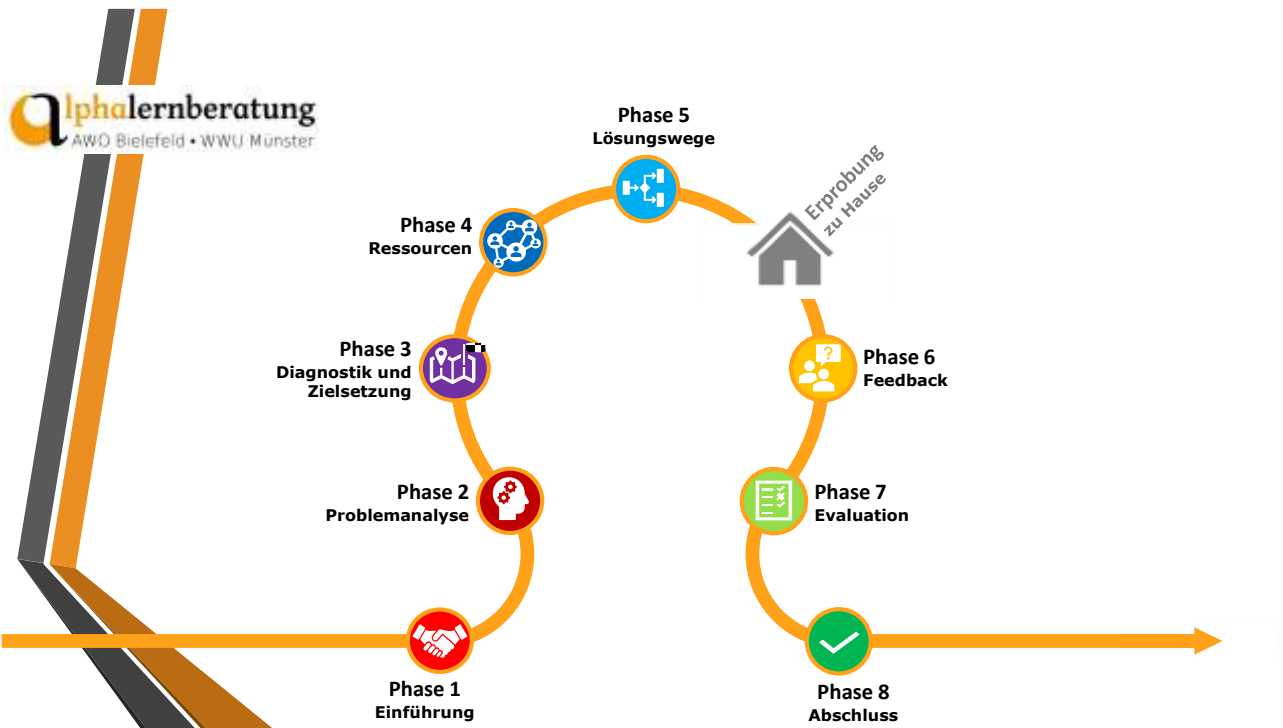 alphalernberatung
AWO Bielefeld • WWU Münster
Phase 1
Einführung
Phase 2
Problemanalyse
Phase 3
Diagnostik und
Zielsetzung
Phase 4
Ressourcen
Phase 5
Lösungswege
Erprobung
zu Hause
?
Phase 6
Feedback
Phase 7
Evaluation
Phase 8
Abschluss